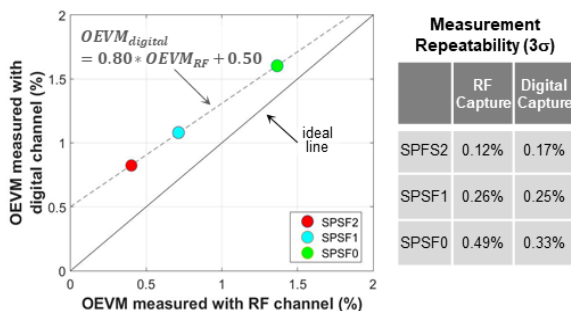 OEVM_digital
= 0.80 * OEVM_RF + 0.50
ideal
line
SPSF2
SPSF1
SPSF0
2
1.5
1
0.5
0
0
0.5
1
1.5
2
OEVM measured with
digital channel (%)
OEVM measured with RF channel (%)
Measurement
Repeatability (3σ)
RF
Capture
Digital
Capture
SPFS2 0.12% 0.17%
SPSF1 0.26% 0.25%
SPSF0 0.49% 0.33%